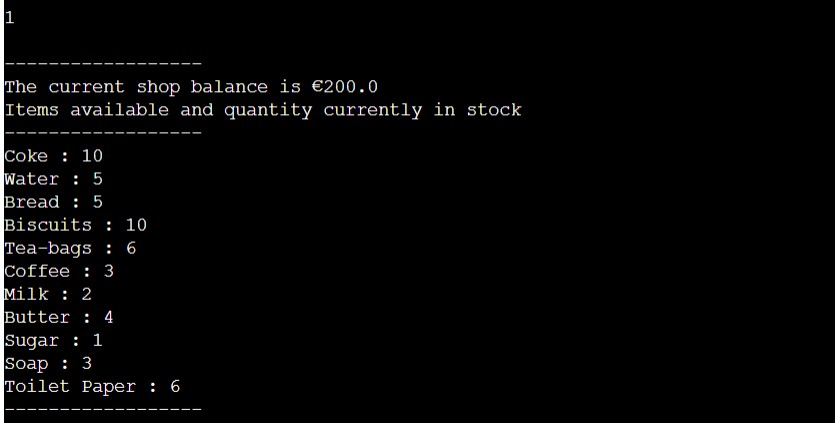 1
------------------
The current shop balance is €200.0
Items available and quantity currently in stock
------------------
Coke : 10
Water : 5
Bread : 5
Biscuits : 10
Tea-bags : 6
Coffee : 3
Milk : 2
Butter : 4
Sugar : 1
Soap : 3
Toilet Paper : 6
------------------